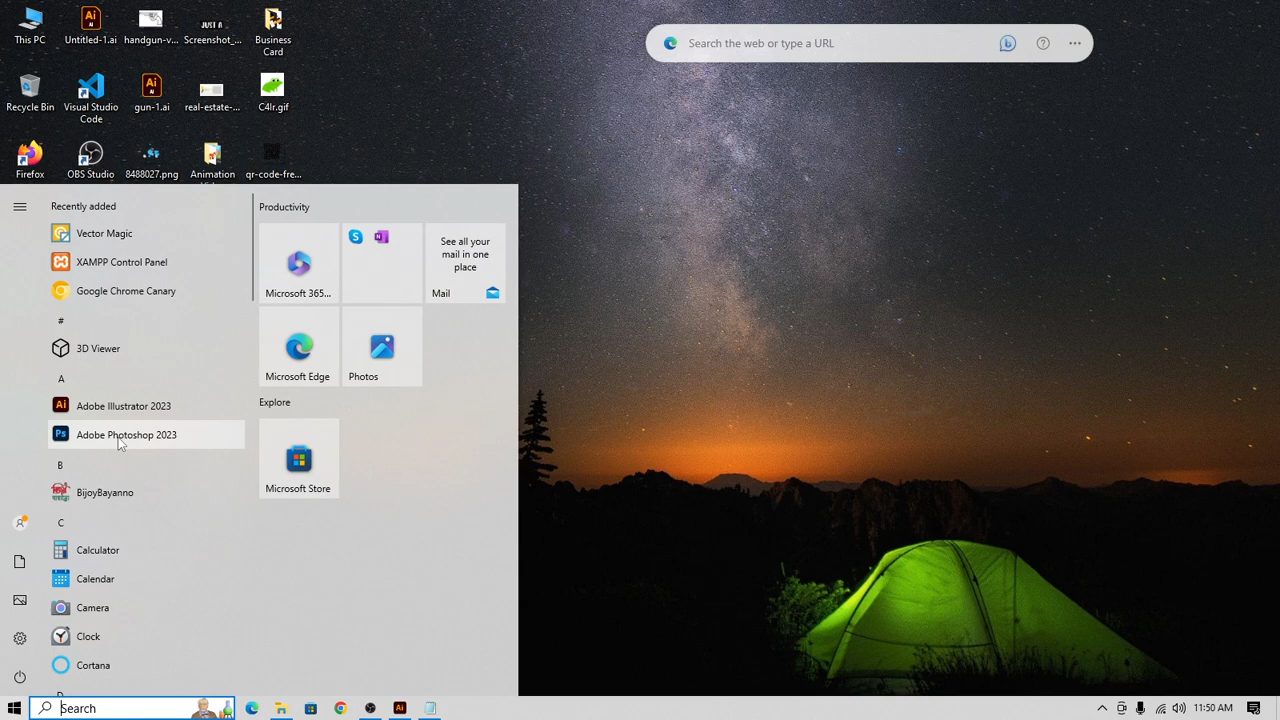 This PC
Untitled-1.ai
handgun-v...
JUST A
Screenshot_...
Business
Card
Recycle Bin
Visual Studio
Code
gun-1.ai
real-estate-...
C4lr.gif
Firefox
OBS Studio
8488027.png
Animation
qr-code-fre...
Search the web or type a URL
Recently added
Vector Magic
XAMPP Control Panel
Google Chrome Canary
#
3D Viewer
A
Adobe Illustrator 2023
Adobe Photoshop 2023
B
BijoyBayanno
C
Calculator
Calendar
Camera
Clock
Cortana
Productivity
Microsoft 365...
See all your
mail in one
place
Mail
Microsoft Edge
Photos
Explore
Microsoft Store
Search
11:50 AM